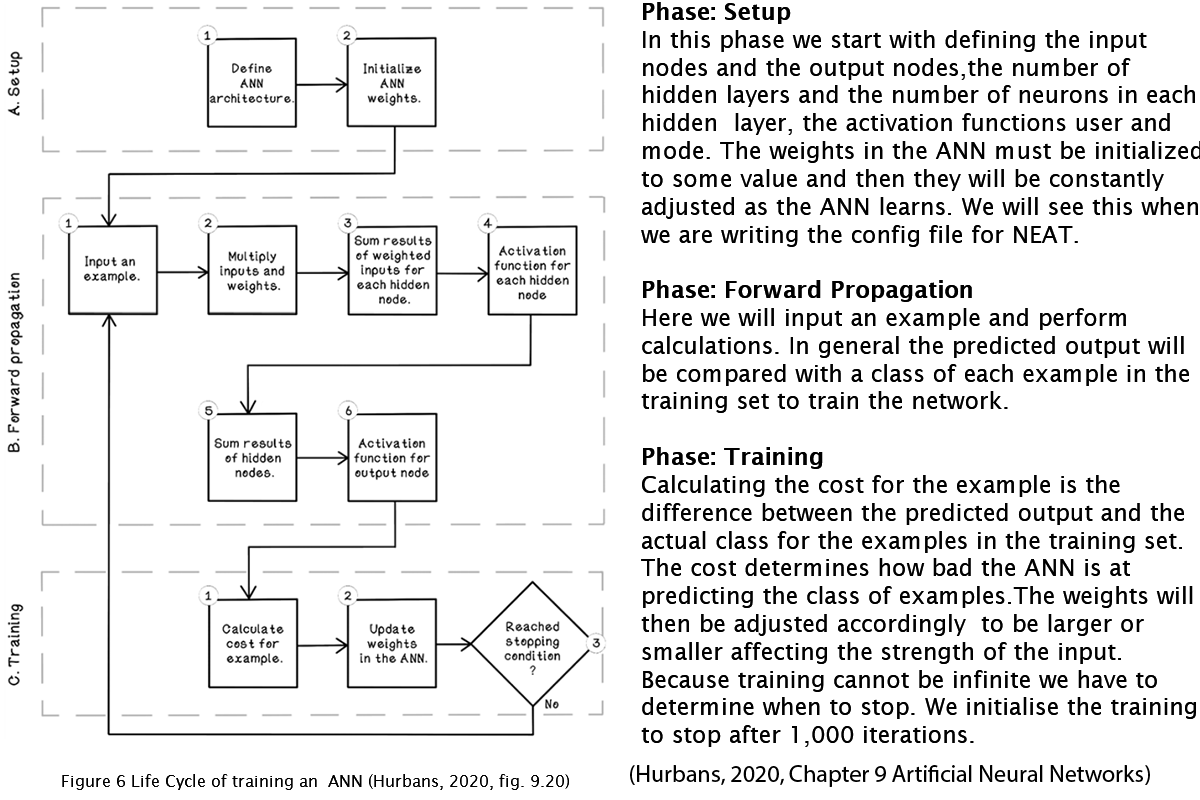 A. Setup
1
Define
ANN
architecture.
2
Initialize
ANN
weights.
B. Forward propagation
1
Input an
example.
2
Multiply
inputs and
weights.
3
Sum results
of weighted
inputs for
each hidden
node.
4
Activation
function for
each hidden
node
5
Sum results
of hidden
nodes.
6
Activation
function for
output node
C. Training
1
Calculate
cost for
example.
2
Update
weights
in the ANN.
Reached
stopping
condition
?
3
No
Figure 6 Life Cycle of training an  ANN (Hurbans, 2020, fig. 9.20)
Phase: Setup
In this phase we start with defining the input
nodes and the output nodes,the number of
hidden layers and the number of neurons in each
hidden  layer, the activation functions user and
mode. The weights in the ANN must be initialized
to some value and then they will be constantly
adjusted as the ANN learns. We will see this when
we are writing the config file for NEAT.
Phase: Forward Propagation
Here we will input an example and perform
calculations. In general the predicted output will
be compared with a class of each example in the
training set to train the network.
Phase: Training
Calculating the cost for the example is the
difference between the predicted output and the
actual class for the examples in the training set.
The cost determines how bad the ANN is at
predicting the class of examples.The weights will
then be adjusted accordingly  to be larger or
smaller affecting the strength of the input.
Because training cannot be infinite we have to
determine when to stop. We initialise the training
to stop after 1,000 iterations.
(Hurbans, 2020, Chapter 9 Artificial Neural Networks)